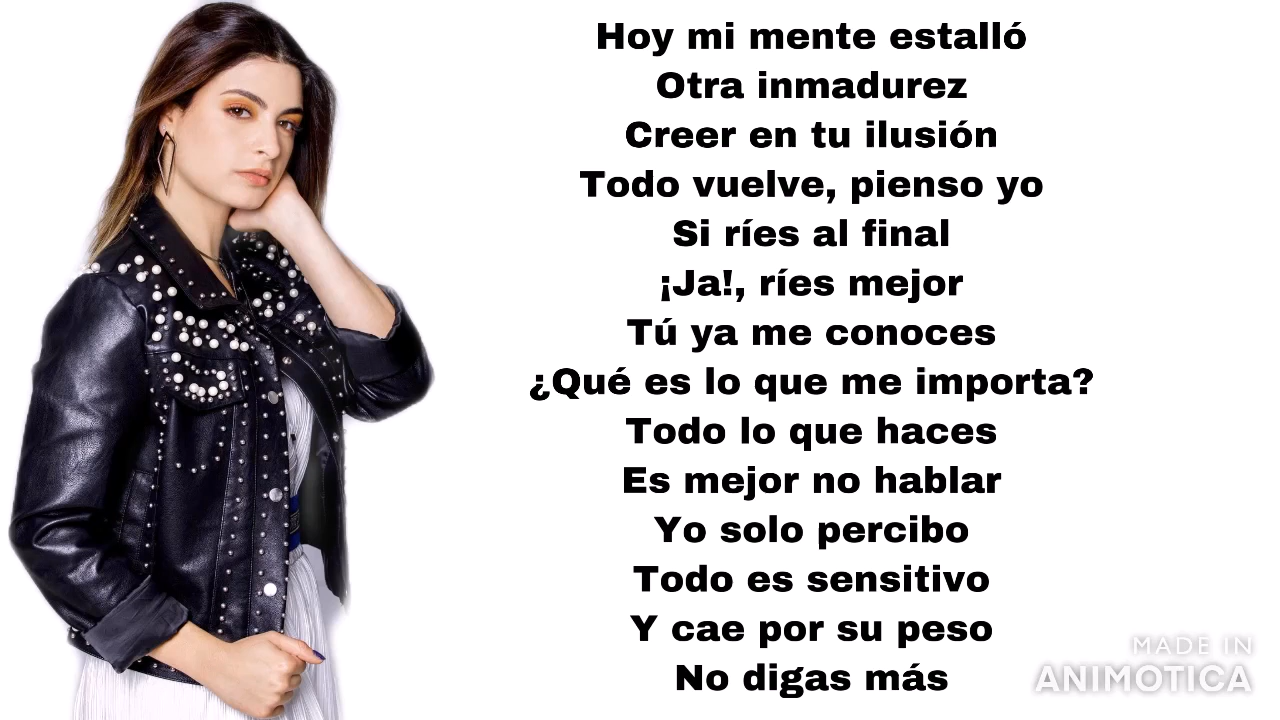 Hoy mi mente estalló
Otra inmadurez
Creer en tu ilusión
Todo vuelve, pienso yo
Si ríes al final
¡Ja!, ríes mejor
Tú ya me conoces
¿Qué es lo que me importa?
Todo lo que haces
Es mejor no hablar
Yo solo percibo
Todo es sensitivo
Y cae por su peso
No digas más
MADE IN
ANIMOTICA